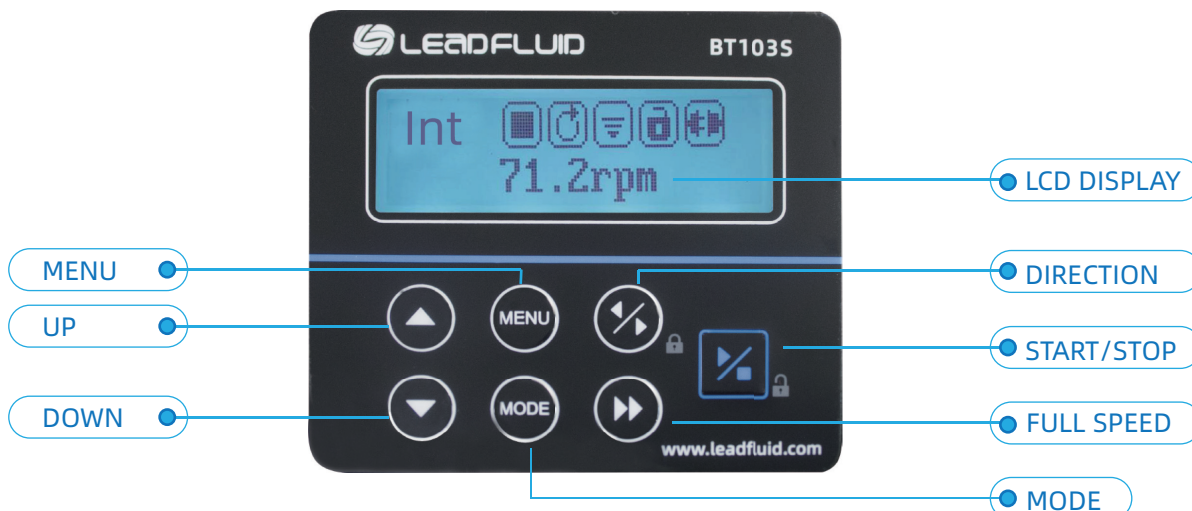 LEADFLUID
BT103S
Int
71.2rpm
LCD DISPLAY
MENU
DIRECTION
UP
MENU
START/STOP
DOWN
MODE
FULL SPEED
www.leadfluid.com
MODE